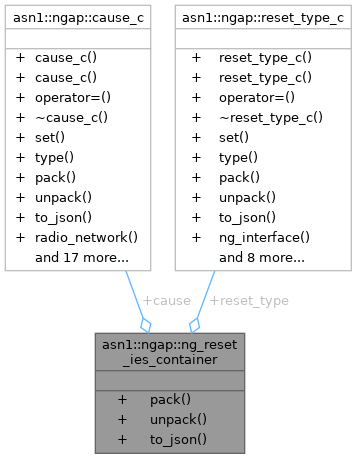 asn1::ngap::cause_c
+ cause_c()
+ cause_c()
+ operator=()
+ ~cause_c()
+ set()
+ type()
+ pack()
+ unpack()
+ to_json()
+ radio_network()
and 17 more...
asn1::ngap::reset_type_c
+ reset_type_c()
+ reset_type_c()
+ operator=()
+ ~reset_type_c()
+ set()
+ type()
+ pack()
+ unpack()
+ to_json()
+ ng_interface()
and 8 more...
+cause
+reset_type
asn1::ngap::ng_reset
_ies_container
+ pack()
+ unpack()
+ to_json()